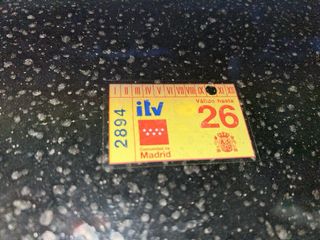 I II III IV V VI VII VIII IX XI XII
Válido hasta
itv 26
2894
Comunidad de
Madrid